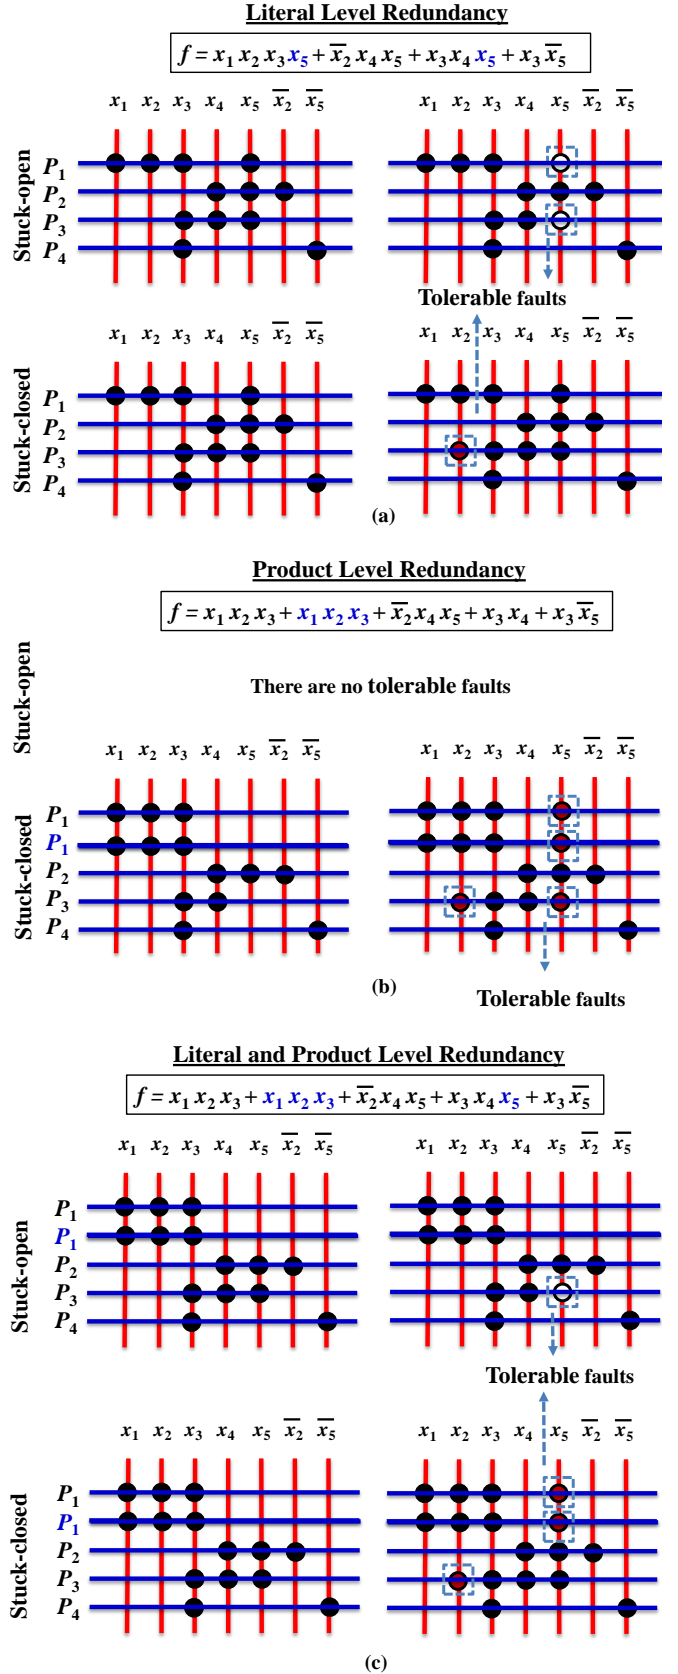 Literal Level Redundancy
f = x₁ x₂ x₃ x₅ + x̅₂ x₄ x₅ + x₃ x₄ x₅ + x₃ x̅₅
x₁ x₂ x₃ x₄ x₅ x̅₂ x̅₅ x₁ x₂ x₃ x₄ x₅ x̅₂ x̅₅
Stuck-open
P₁
P₂
P₃
P₄
Tolerable faults
x₁ x₂ x₃ x₄ x₅ x̅₂ x̅₅ x₁ x₂ x₃ x₄ x₅ x̅₂ x̅₅
Stuck-closed
P₁
P₂
P₃
P₄
(a)
Product Level Redundancy
f = x₁ x₂ x₃ + x₁ x₂ x₃ + x̅₂ x₄ x₅ + x₃ x₄ + x₃ x̅₅
Stuck-open
There are no tolerable faults
x₁ x₂ x₃ x₄ x₅ x̅₂ x̅₅ x₁ x₂ x₃ x₄ x₅ x̅₂ x̅₅
Stuck-closed
P₁
P₁
P₂
P₃
P₄
(b)
Tolerable faults
Literal and Product Level Redundancy
f = x₁ x₂ x₃ + x₁ x₂ x₃ + x̅₂ x₄ x₅ + x₃ x₄ x₅ + x₃ x̅₅
x₁ x₂ x₃ x₄ x₅ x̅₂ x̅₅ x₁ x₂ x₃ x₄ x₅ x̅₂ x̅₅
Stuck-open
P₁
P₁
P₂
P₃
P₄
Tolerable faults
x₁ x₂ x₃ x₄ x₅ x̅₂ x̅₅ x₁ x₂ x₃ x₄ x₅ x̅₂ x̅₅
Stuck-closed
P₁
P₁
P₂
P₃
P₄
(c)